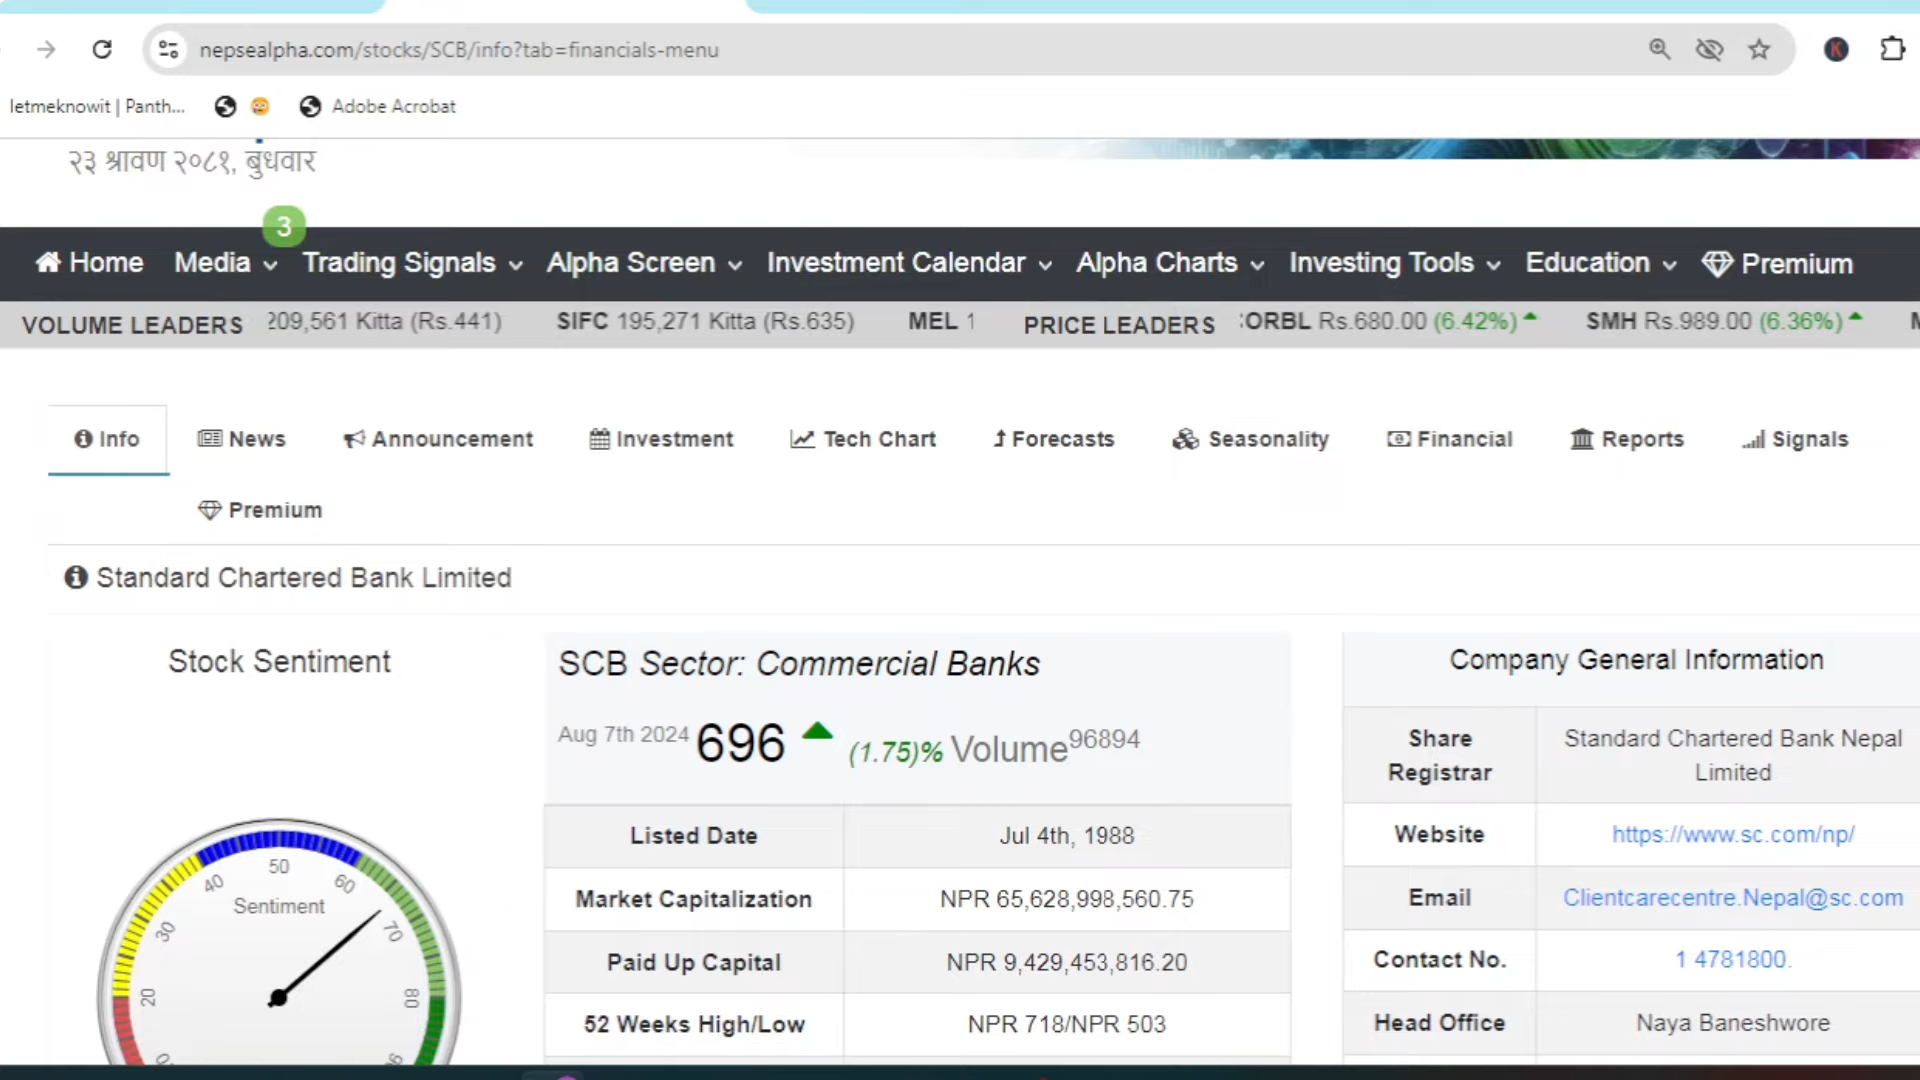 nepsealpha.com/stocks/SCB/info?tab=financials-menu
K
letmeknowit | Panth... Adobe Acrobat
२३ श्रावण २०८१, बुधवार
3
Home Media Trading Signals Alpha Screen Investment Calendar Alpha Charts Investing Tools Education Premium
VOLUME LEADERS 209,561 Kitta (Rs.441) SIFC 195,271 Kitta (Rs.635) MEL 1 PRICE LEADERS ORBL Rs.680.00 (6.42%) SMH Rs.989.00 (6.36%)
Info News Announcement Investment Tech Chart Forecasts Seasonality Financial Reports Signals
Premium
Standard Chartered Bank Limited
Stock Sentiment
20 30 40 50 60 70 80
Sentiment
SCB Sector: Commercial Banks
Aug 7th 2024 696 (1.75)% Volume 96894
Listed Date Jul 4th, 1988
Market Capitalization NPR 65,628,998,560.75
Paid Up Capital NPR 9,429,453,816.20
52 Weeks High/Low NPR 718/NPR 503
Company General Information
Share Registrar Standard Chartered Bank Nepal Limited
Website https://www.sc.com/np/
Email Clientcarecentre.Nepal@sc.com
Contact No. 1 4781800.
Head Office Naya Baneshwore